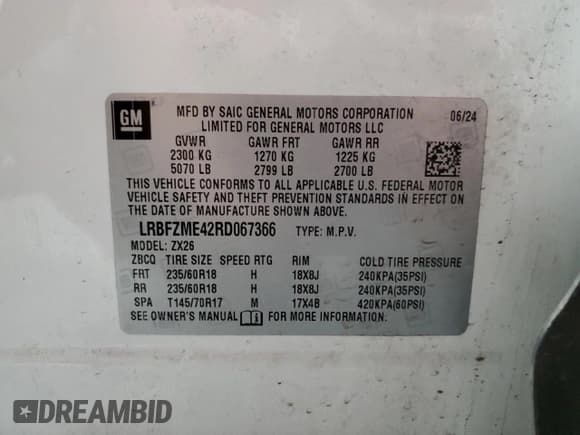 GM
MFD BY SAIC GENERAL MOTORS CORPORATION 06/24
LIMITED FOR GENERAL MOTORS LLC
GVWR GAWR FRT GAWR RR
2300 KG 1270 KG 1225 KG
5070 LB 2799 LB 2700 LB
THIS VEHICLE CONFORMS TO ALL APPLICABLE U.S. FEDERAL MOTOR
VEHICLE SAFETY AND THEFT PREVENTION STANDARDS IN EFFECT ON
THE DATE OF MANUFACTURE SHOWN ABOVE.
LRBFZME42RD067366 TYPE: M.P.V.
MODEL: ZX26
ZBCQ TIRE SIZE SPEED RTG RIM COLD TIRE PRESSURE
FRT 235/60R18 H 18X8J 240KPA(35PSI)
RR 235/60R18 H 18X8J 240KPA(35PSI)
SPA T145/70R17 M 17X4B 420KPA(60PSI)
SEE OWNER'S MANUAL FOR MORE INFORMATION
DREAMBID